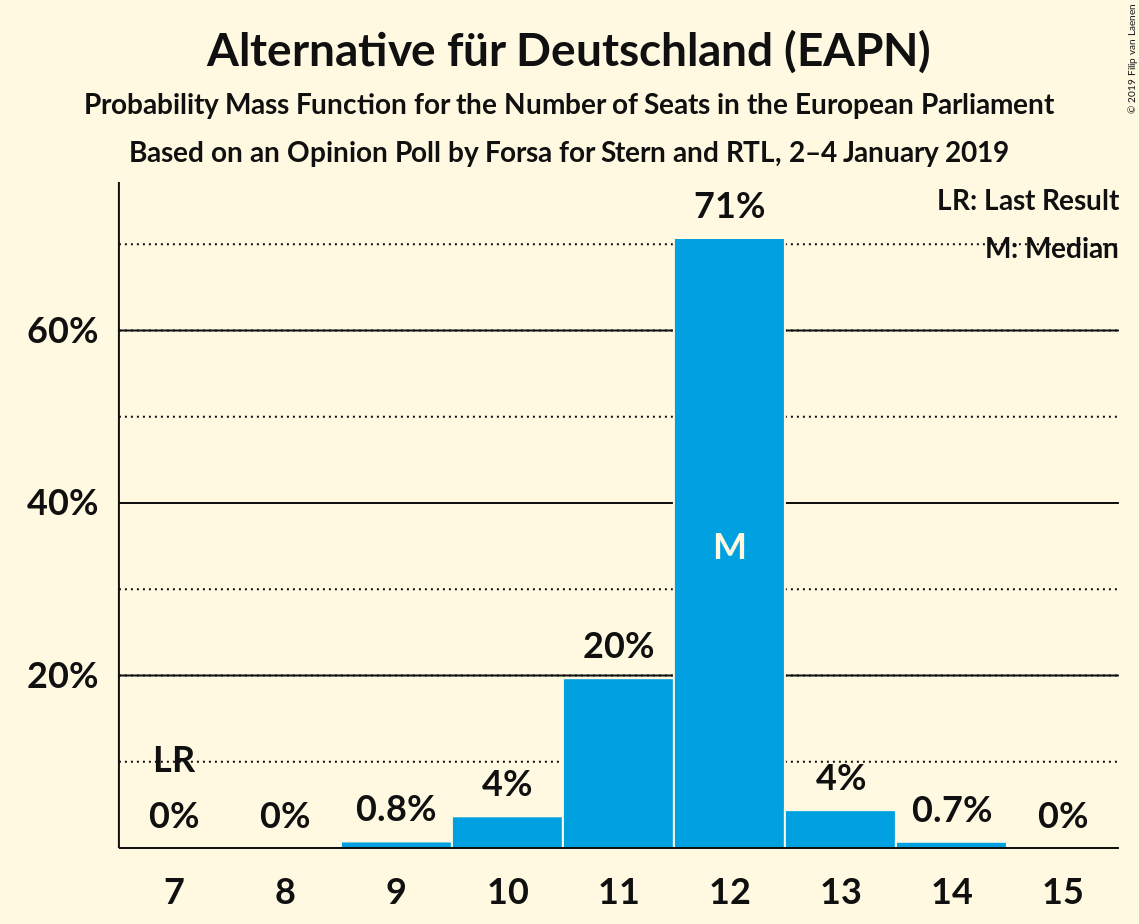 Alternative für Deutschland (EAPN)
Probability Mass Function for the Number of Seats in the European Parliament
Based on an Opinion Poll by Forsa for Stern and RTL, 2–4 January 2019
© 2019 Filip van Laenen
LR: Last Result
M: Median
71%
60%
40%
M
20%
20%
LR
0%
0%
0.8%
4%
4%
0.7%
0%
7 8 9 10 11 12 13 14 15